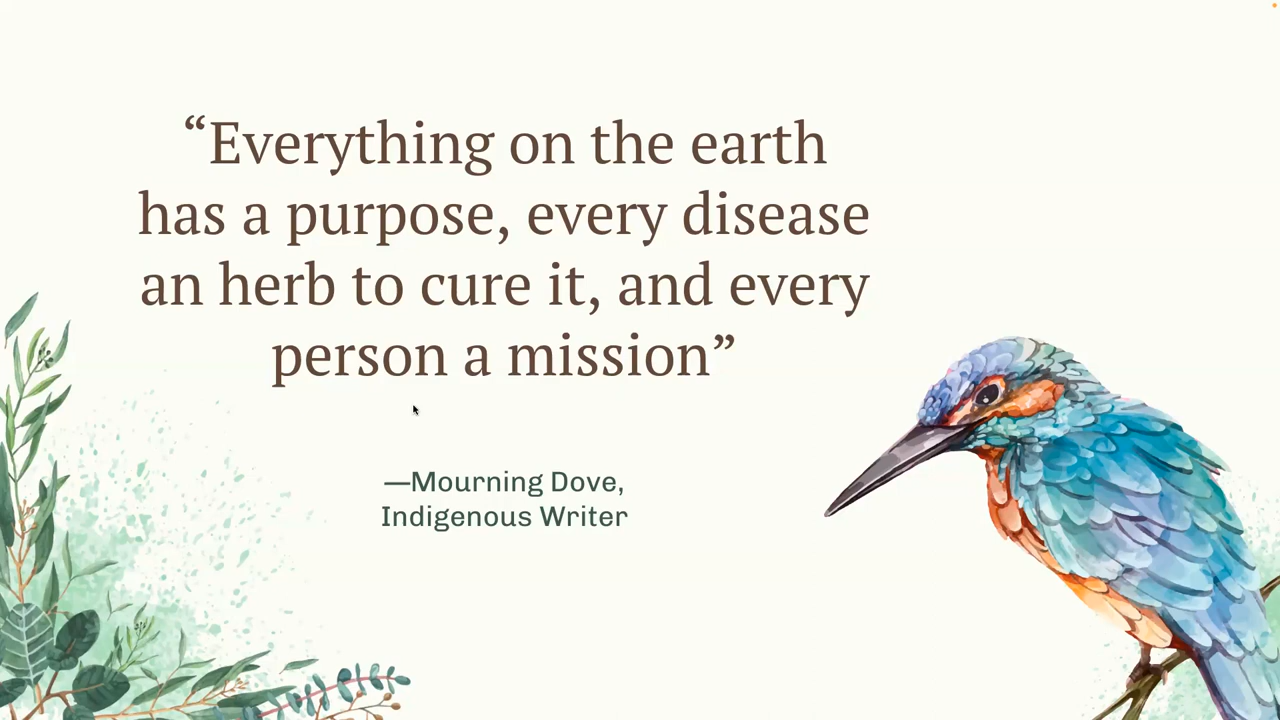 “Everything on the earth
has a purpose, every disease
an herb to cure it, and every
person a mission”
—Mourning Dove,
Indigenous Writer